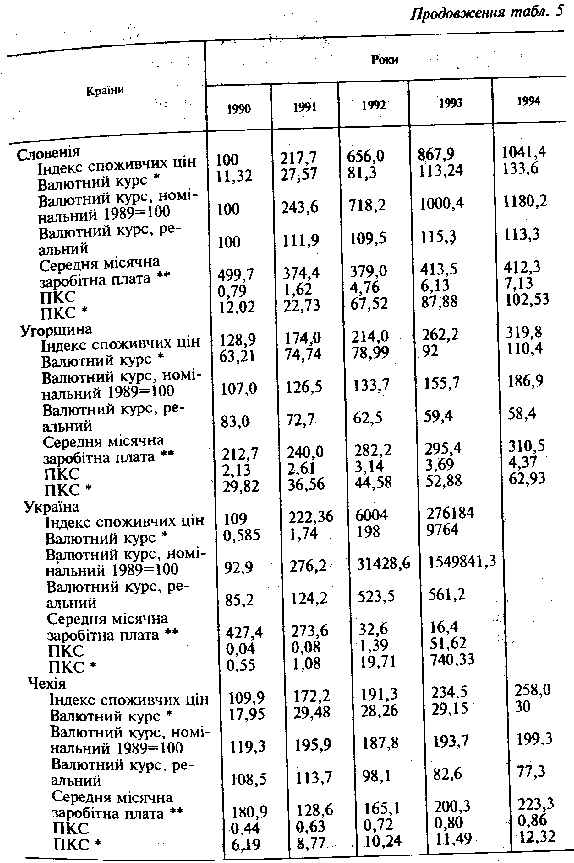 Продовження табл. 5
Країни
Роки
1990 1991 1992 1993 1994
Словенія
Індекс споживчих цін 100 217,7 656,0 867,9 1041,4
Валютний курс * 11,32 27,57 81,3 113,24 133,6
Валютний курс, номі-
нальний 1989=100 100 243,6 718,2 1000,4 1180,2
Валютний курс, ре-
альний 100 111,9 109,5 115,3 113,3
Середня місячна
заробітна плата ** 499,7 374,4 379,0 413,5 412,3
ПКС 0,79 1,62 4,76 6,13 7,13
ПКС * 12,02 22,73 67,52 87,88 102,53
Угорщина
Індекс споживчих цін 128,9 174,0 214,0 262,2 319,8
Валютний курс * 63,21 74,74 78,99 92 110,4
Валютний курс, номі-
нальний 1989=100 107,0 126,5 133,7 155,7 186,9
Валютний курс, ре-
альний 83,0 72,7 62,5 59,4 58,4
Середня місячна
заробітна плата ** 212,7 240,0 282,2 295,4 310,5
ПКС 2,13 2,61 3,14 3,69 4,37
ПКС * 29,82 36,56 44,58 52,88 62,93
Україна
Індекс споживчих цін 109 222,36 6004 276184
Валютний курс * 0,585 1,74 198 9764
Валютний курс, номі-
нальний 1989=100 92,9 276,2 31428,6 1549841,3
Валютний курс, ре-
альний 85,2 124,2 523,5 561,2
Середня місячна
заробітна плата ** 427,4 273,6 32,6 16,4
ПКС 0,04 0,08 1,39 51,62
ПКС * 0,55 1,08 19,71 740,33
Чехія
Індекс споживчих цін 109,9 172,2 191,3 234,5 258,0
Валютний курс * 17,95 29,48 28,26 29,15 30
Валютний курс, номі-
нальний 1989=100 119,3 195,9 187,8 193,7 199,3
Валютний курс, ре-
альний 108,5 113,7 98,1 82,6 77,3
Середня місячна
заробітна плата ** 180,9 128,6 165,1 200,3 223,3
ПКС 0,44 0,63 0,72 0,80 0,86
ПКС * 6,19 8,77 10,24 11,49 12,32